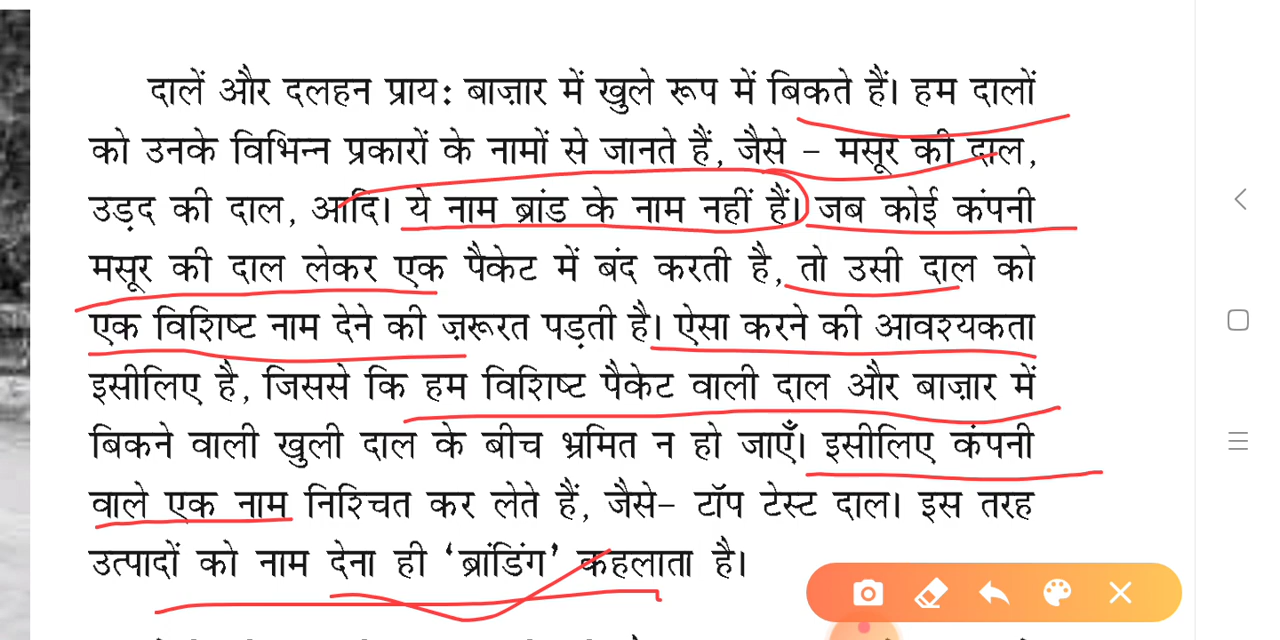 दालें और दलहन प्राय: बाज़ार में खुले रूप में बिकते हैं। हम दालों
को उनके विभिन्न प्रकारों के नामों से जानते हैं, जैसे – मसूर की दाल,
उड़द की दाल, आदि। ये नाम ब्रांड के नाम नहीं हैं। जब कोई कंपनी
मसूर की दाल लेकर एक पैकेट में बंद करती है, तो उसी दाल को
एक विशिष्ट नाम देने की ज़रूरत पड़ती है। ऐसा करने की आवश्यकता
इसीलिए है, जिससे कि हम विशिष्ट पैकेट वाली दाल और बाज़ार में
बिकने वाली खुली दाल के बीच भ्रमित न हो जाएँ। इसीलिए कंपनी
वाले एक नाम निश्चित कर लेते हैं, जैसे– टॉप टेस्ट दाल। इस तरह
उत्पादों को नाम देना ही ‘ब्रांडिंग’ कहलाता है।